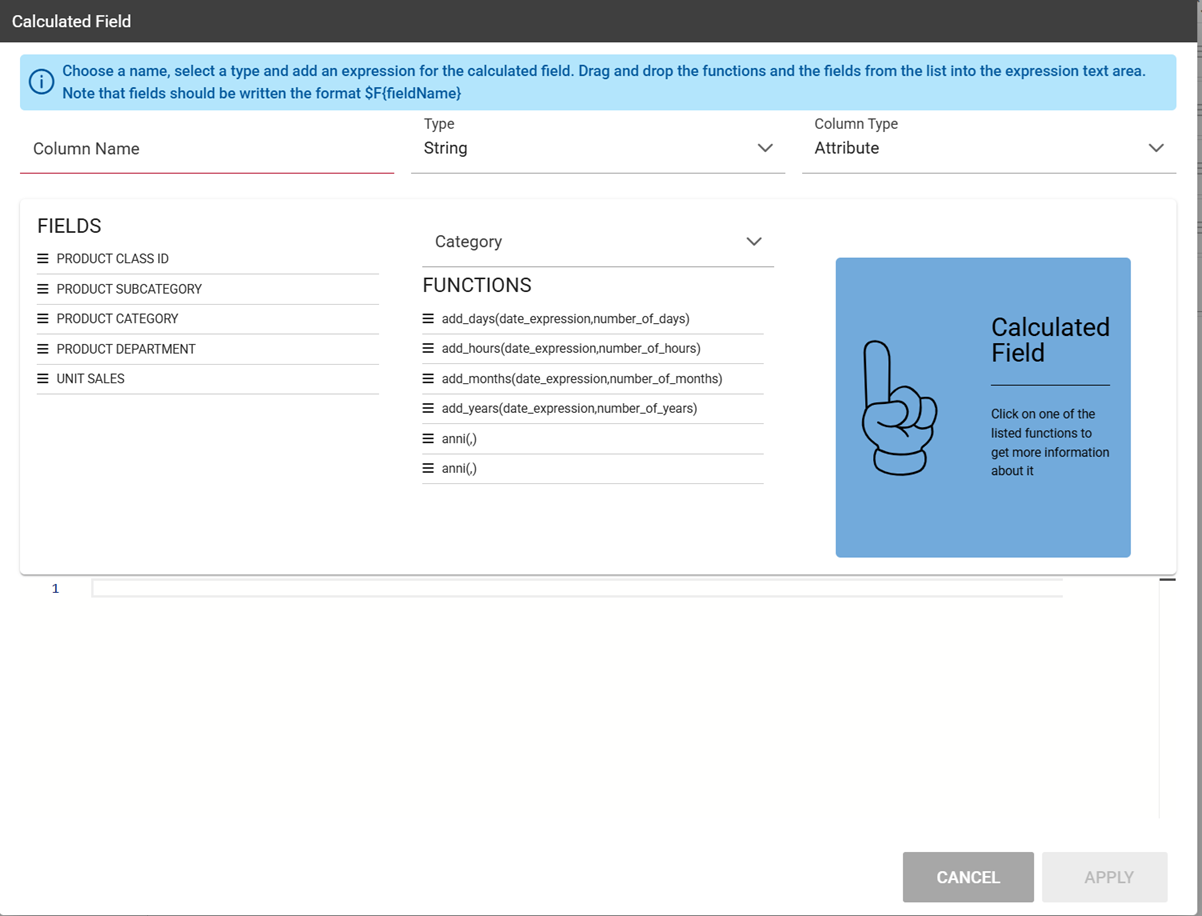 Calculated Field
Choose a name, select a type and add an expression for the calculated field. Drag and drop the functions and the fields from the list into the expression text area.
Note that fields should be written the format $F{fieldName}
Column Name
Type
String
Column Type
Attribute
FIELDS
PRODUCT CLASS ID
PRODUCT SUBCATEGORY
PRODUCT CATEGORY
PRODUCT DEPARTMENT
UNIT SALES
Category
FUNCTIONS
add_days(date_expression,number_of_days)
add_hours(date_expression,number_of_hours)
add_months(date_expression,number_of_months)
add_years(date_expression,number_of_years)
anni(,)
anni(,)
Calculated
Field
Click on one of the
listed functions to
get more information
about it
1
CANCEL
APPLY